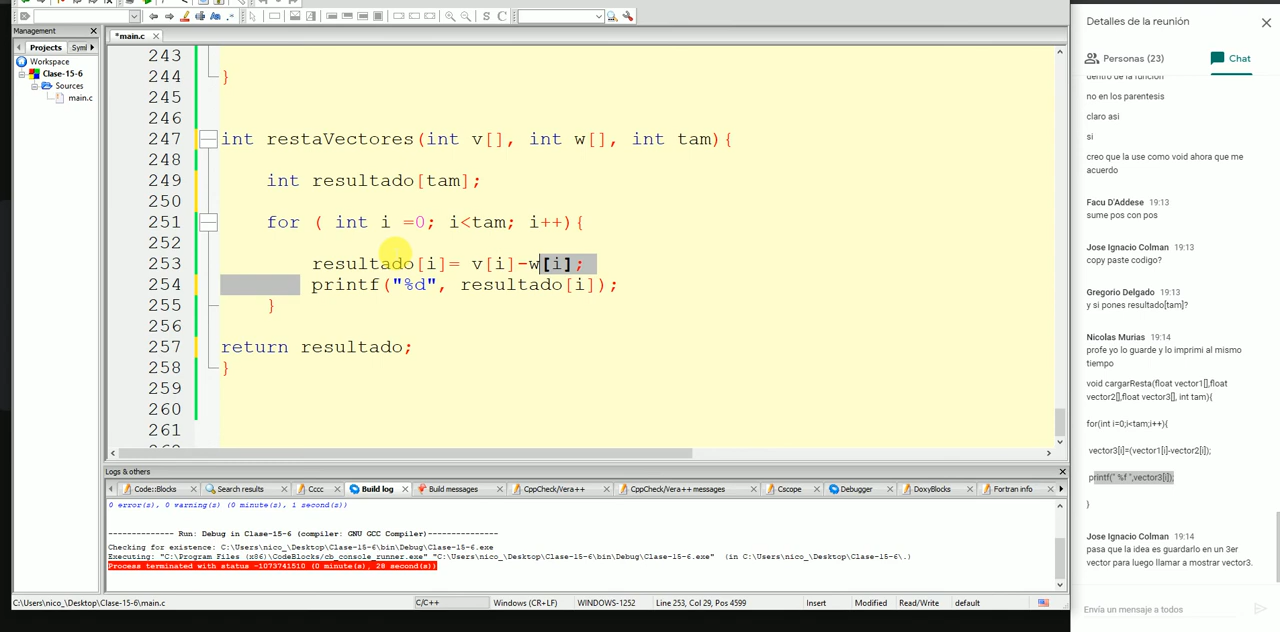 Management
Projects
Symi
Workspace
Clase-15-6
Sources
main.c
*main.c
243
244 }
245
246
247 int restaVectores(int v[], int w[], int tam){
248
249 int resultado[tam];
250
251 for ( int i =0; i<tam; i++){
252
253 resultado[i]= v[i]-w[i];
254 printf("%d", resultado[i]);
255 }
256
257 return resultado;
258 }
259
260
261
Logs & others
Code::Blocks
Search results
Cccc
Build log
Build messages
CppCheck/Vera++
CppCheck/Vera++ messages
Cscope
Debugger
DoxyBlocks
Fortran info
0 error(s), 0 warning(s) (0 minute(s), 1 second(s))
-------------- Run: Debug in Clase-15-6 (compiler: GNU GCC Compiler)---------------
Checking for existence: C:\Users\nico_\Desktop\Clase-15-6\bin\Debug\Clase-15-6.exe
Executing: "C:\Program Files (x86)\CodeBlocks/cb_console_runner.exe" "C:\Users\nico_\Desktop\Clase-15-6\bin\Debug\Clase-15-6.exe" (in C:\Users\nico_\Desktop\Clase-15-6\.)
Process terminated with status -1073741510 (0 minute(s), 28 second(s))
C:\Users\nico_\Desktop\Clase-15-6\main.c
C/C++
Windows (CR+LF)
WINDOWS-1252
Line 253, Col 29, Pos 4599
Insert
Modified
Read/Write
default
Detalles de la reunión
Personas (23)
Chat
dentro de la funcion
no en los parentesis
claro asi
si
creo que la use como void ahora que me
acuerdo
Facu D'Addese 19:13
sume pos con pos
Jose Ignacio Colman 19:13
copy paste codigo?
Gregorio Delgado 19:13
y si pones resultado[tam]?
Nicolas Murias 19:14
profe yo lo guarde y lo imprimi al mismo
tiempo
void cargarResta(float vector1[],float
vector2[],float vector3[], int tam){
for(int i=0;i<tam;i++){
vector3[i]=(vector1[i]-vector2[i]);
printf(" %f ",vector3[i]);
}
Jose Ignacio Colman 19:14
pasa que la idea es guardarlo en un 3er
vector para luego llamar a mostrar vector3.
Envía un mensaje a todos